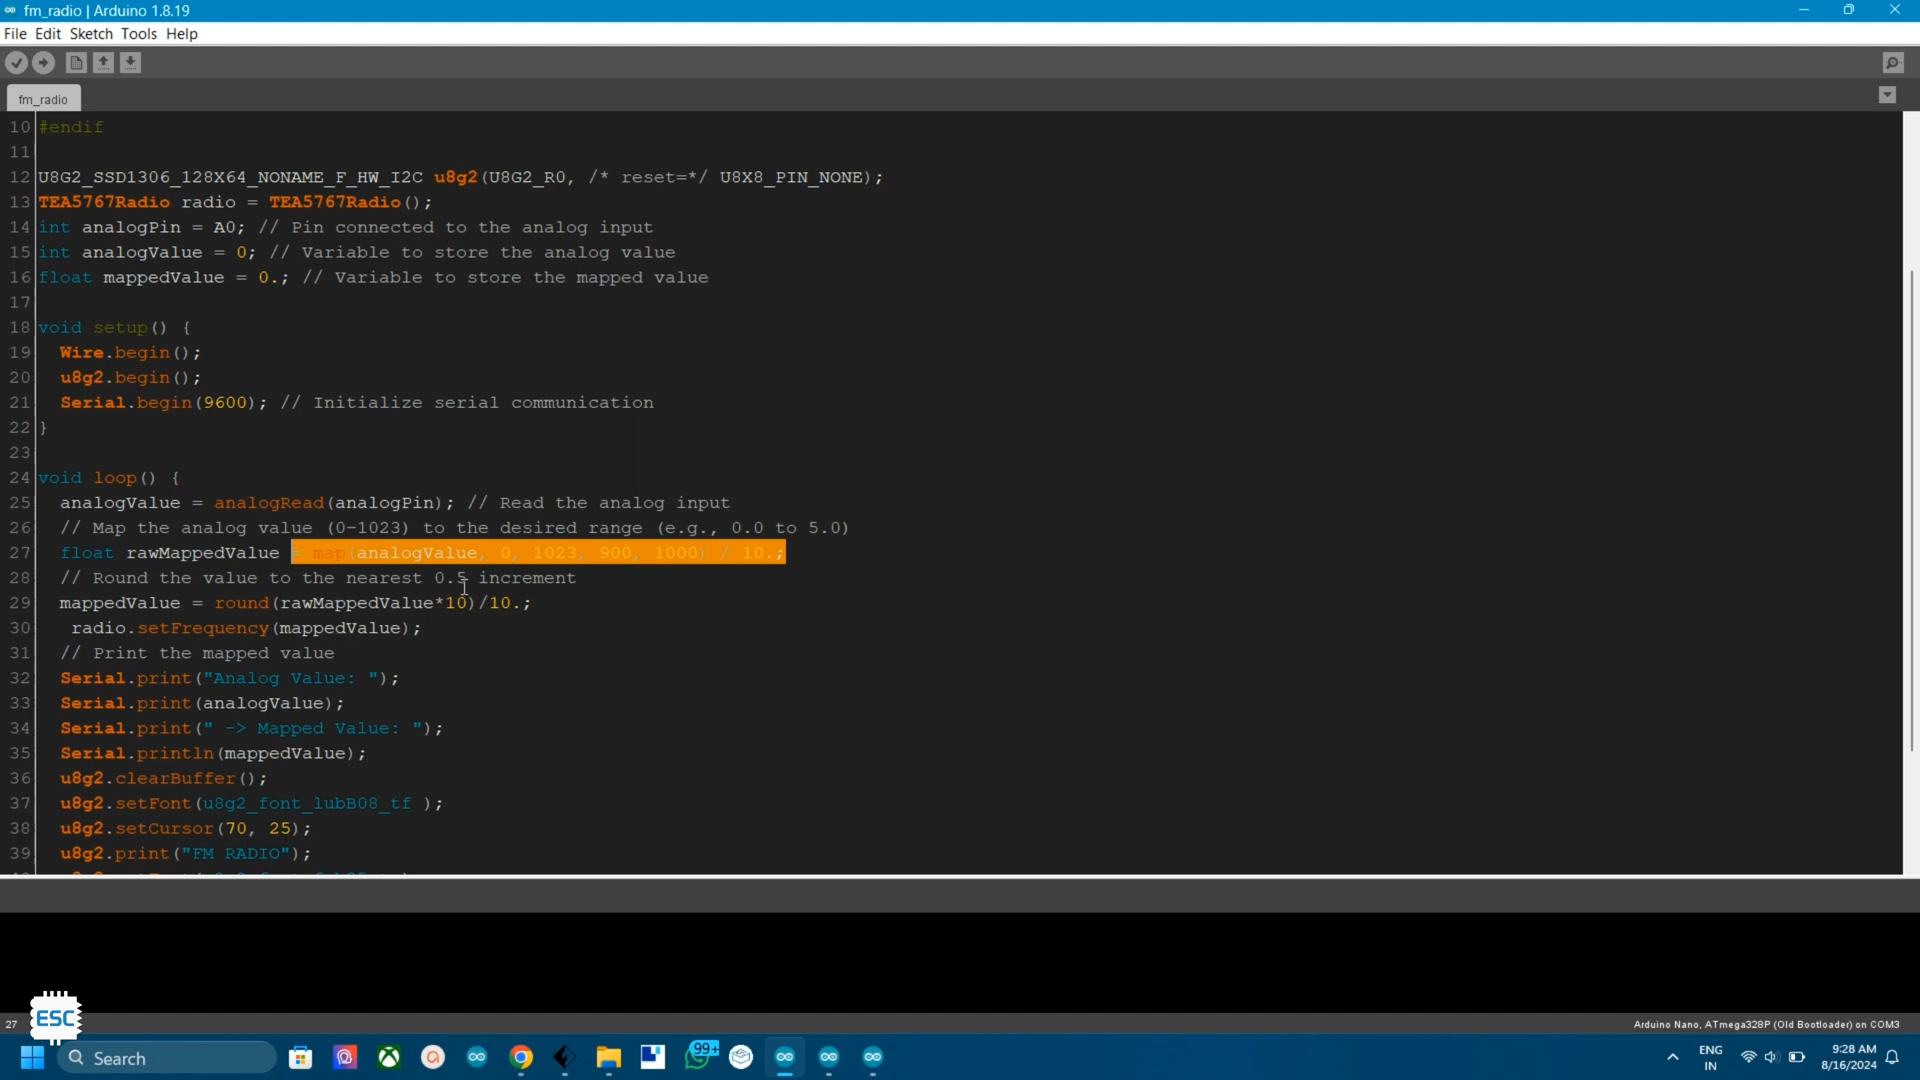 fm_radio | Arduino 1.8.19
File Edit Sketch Tools Help
fm_radio
10 #endif
11
12 U8G2_SSD1306_128X64_NONAME_F_HW_I2C u8g2(U8G2_R0, /* reset=*/ U8X8_PIN_NONE);
13 TEA5767Radio radio = TEA5767Radio();
14 int analogPin = A0; // Pin connected to the analog input
15 int analogValue = 0; // Variable to store the analog value
16 float mappedValue = 0.; // Variable to store the mapped value
17
18 void setup() {
19 Wire.begin();
20 u8g2.begin();
21 Serial.begin(9600); // Initialize serial communication
22 }
23
24 void loop() {
25 analogValue = analogRead(analogPin); // Read the analog input
26 // Map the analog value (0-1023) to the desired range (e.g., 0.0 to 5.0)
27 float rawMappedValue = map(analogValue, 0, 1023, 900, 1000) / 10.;
28 // Round the value to the nearest 0.5 increment
29 mappedValue = round(rawMappedValue*10)/10.;
30 radio.setFrequency(mappedValue);
31 // Print the mapped value
32 Serial.print("Analog Value: ");
33 Serial.print(analogValue);
34 Serial.print(" -> Mapped Value: ");
35 Serial.println(mappedValue);
36 u8g2.clearBuffer();
37 u8g2.setFont(u8g2_font_lubB08_tf );
38 u8g2.setCursor(70, 25);
39 u8g2.print("FM RADIO");
ESC
27
Arduino Nano, ATmega328P (Old Bootloader) on COM3
Search
99+
ENG
IN
9:28 AM
8/16/2024